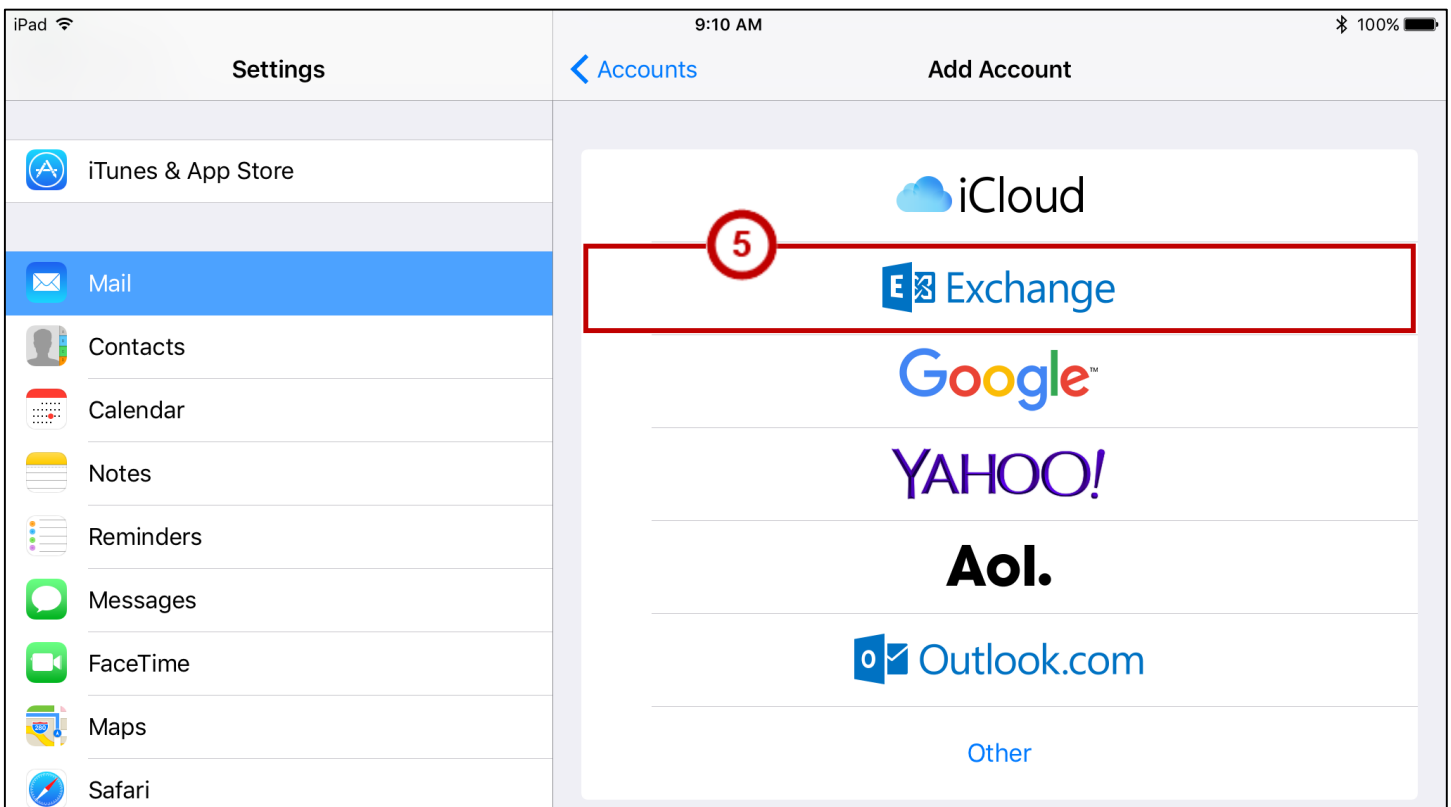 iPad 9:10 AM 100%
Settings
Accounts Add Account
iTunes & App Store
Mail
Contacts
Calendar
Notes
Reminders
Messages
FaceTime
Maps
Safari
iCloud
5
E Exchange
Google™
YAHOO!
Aol.
o Outlook.com
Other